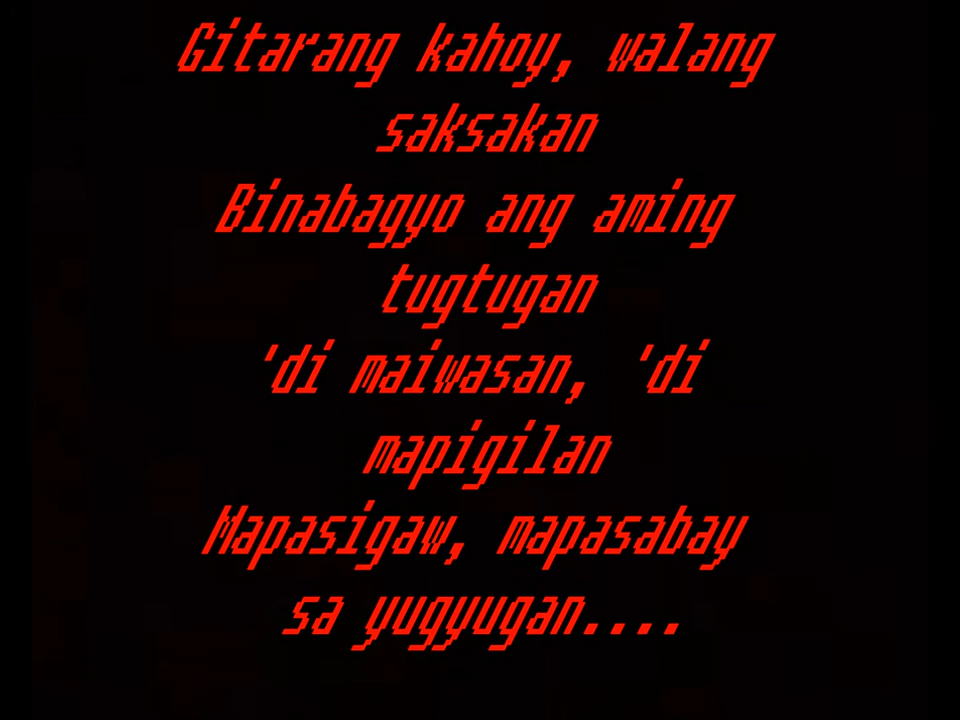 Gitarang kahoy, walang
saksakan
Binabagyo ang aming
tugtugan
'di maiwasan, 'di
mapigilan
Mapasigaw, mapasabay
sa yugyugan....